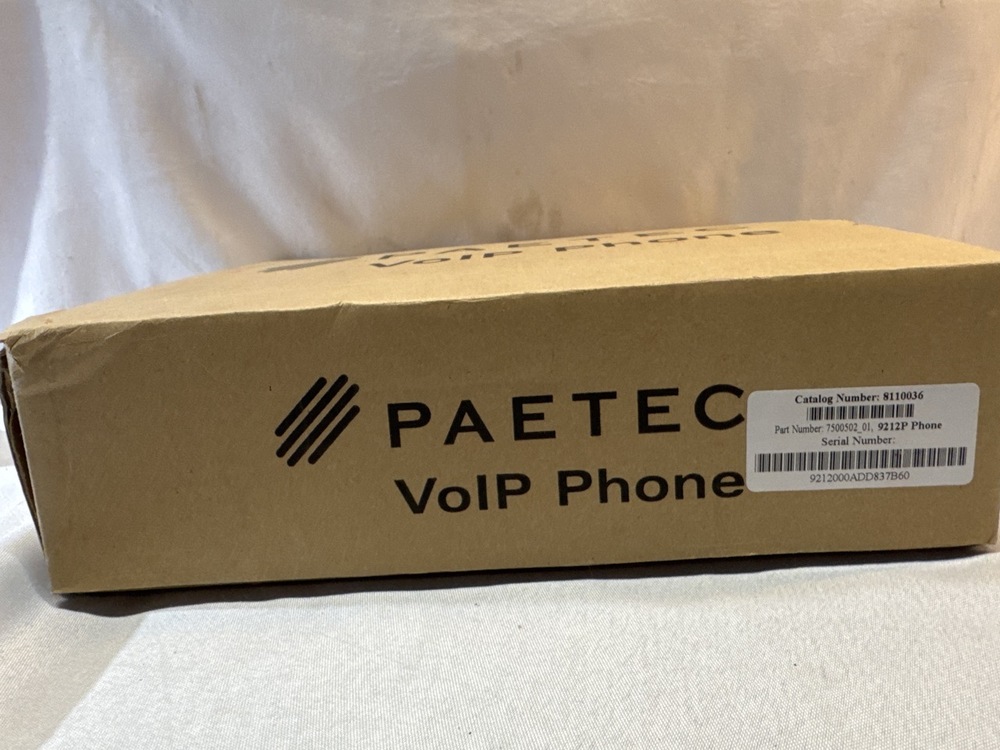 PAETEC
VoIP Phone
PAETEC
VoIP Phone
Catalog Number: 8110036
Part Number: 7500502_01, 9212P Phone
Serial Number:
9212000ADD837B60